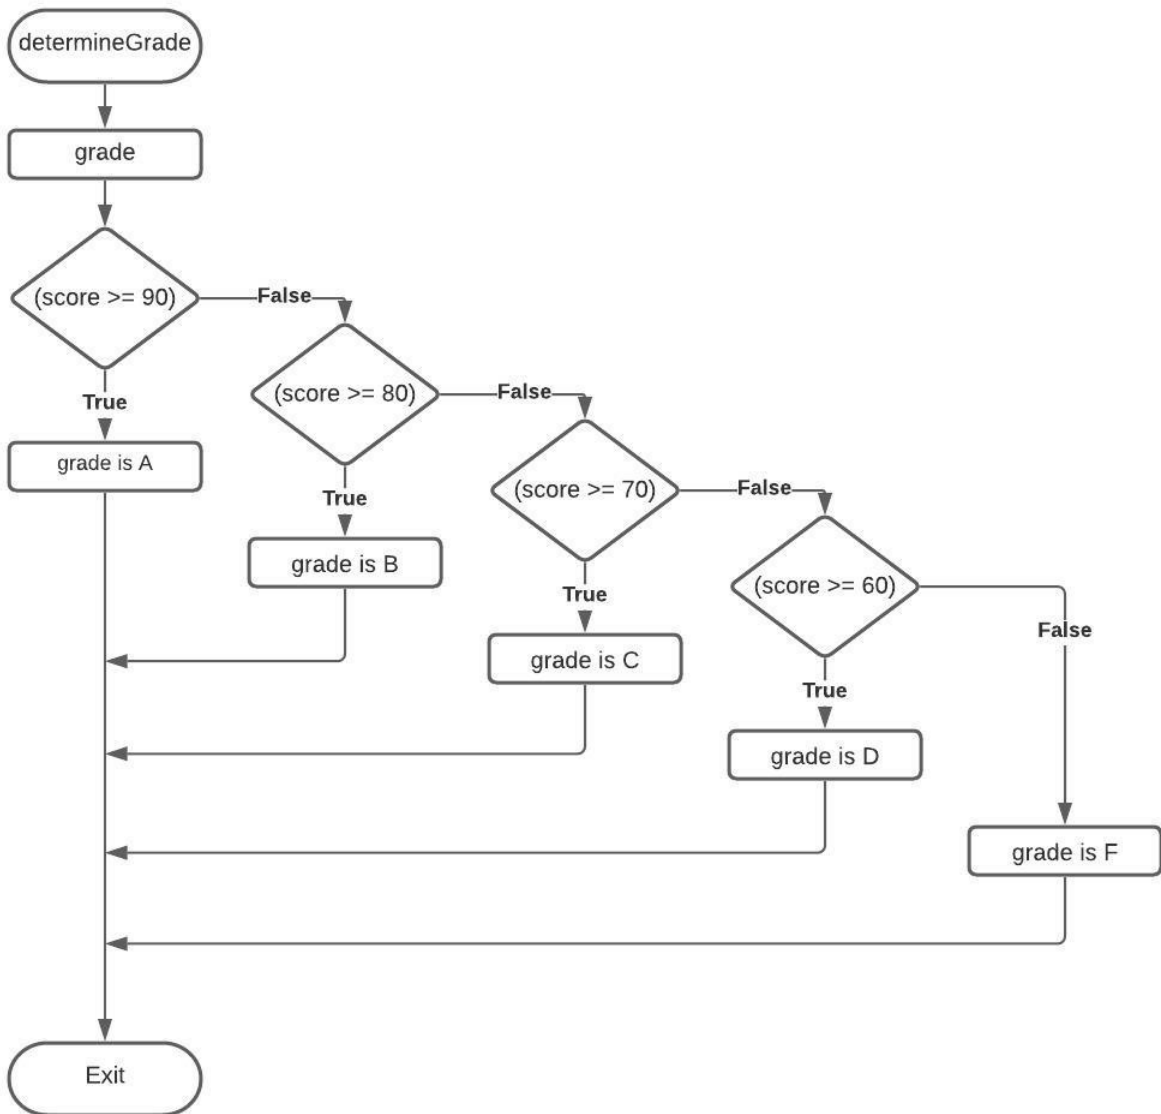 determineGrade
grade
(score >= 90)
False
True
grade is A
(score >= 80)
False
True
grade is B
(score >= 70)
False
True
grade is C
(score >= 60)
False
True
grade is D
grade is F
Exit